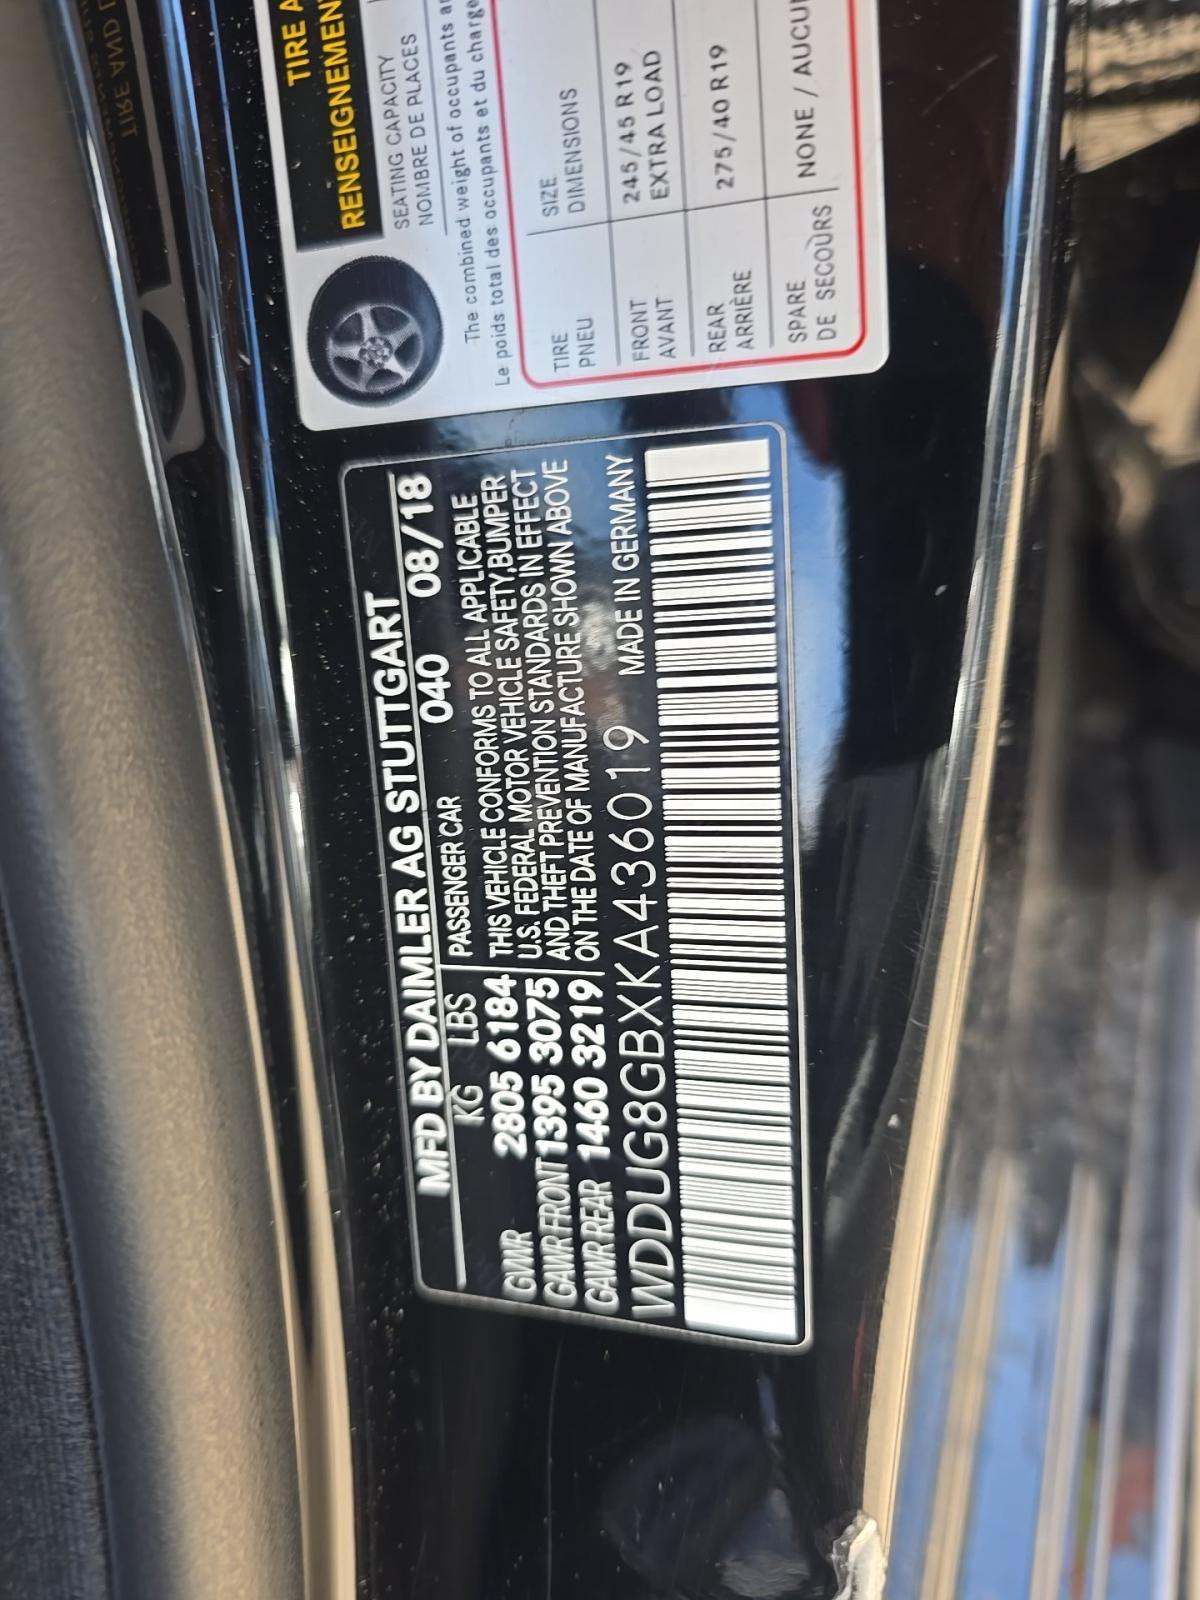 MFD BY DAIMLER AG STUTTGART
040 08/18
KG LBS
PASSENGER CAR
GVWR 2805 6184
GAWR FRONT 1395 3075
GAWR REAR 1460 3219
THIS VEHICLE CONFORMS TO ALL APPLICABLE
U.S. FEDERAL MOTOR VEHICLE SAFETY,BUMPER
AND THEFT PREVENTION STANDARDS IN EFFECT
ON THE DATE OF MANUFACTURE SHOWN ABOVE
WDDUG8GBXKA436019 MADE IN GERMANY
TIRE
RENSEIGNEMEN
SEATING CAPACITY
NOMBRE DE PLACES
The combined weight of occupants
Le poids total des occupants et du charge
TIRE SIZE
PNEU DIMENSIONS
FRONT 245/45 R19
AVANT EXTRA LOAD
REAR 275/40 R19
ARRIÈRE
SPARE NONE / AUCU
DE SECOURS